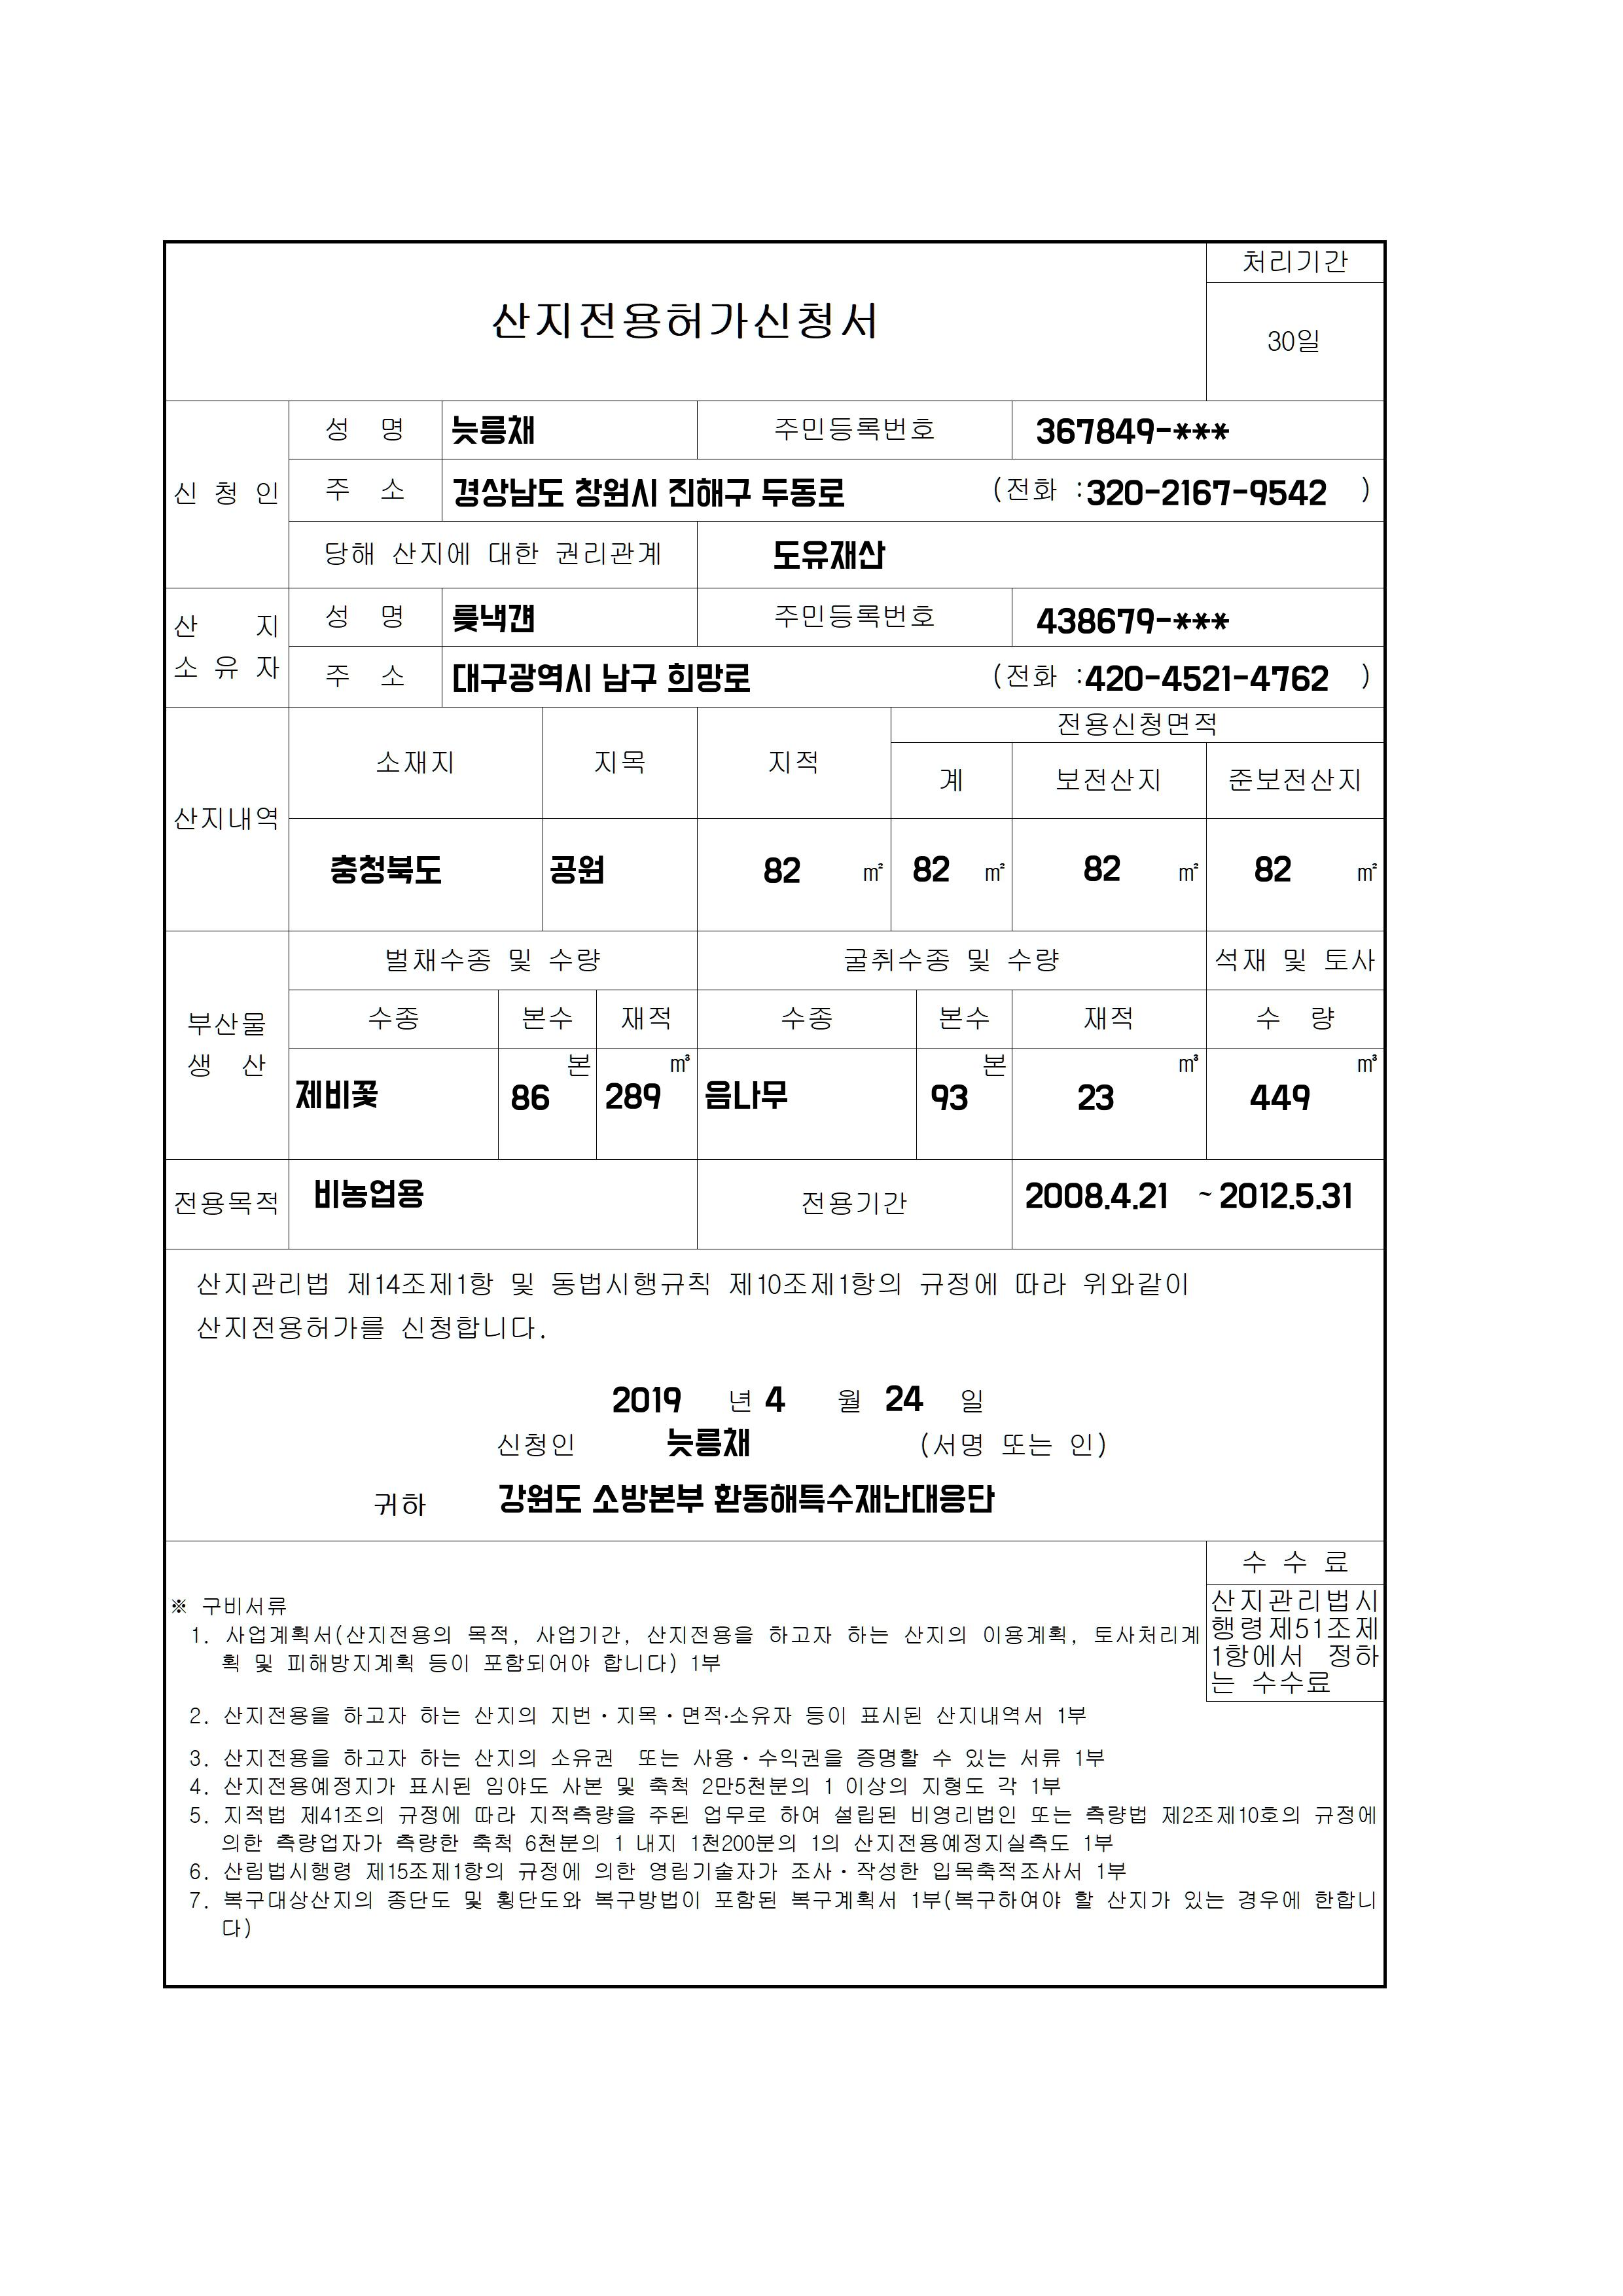 처리기간
산지전용허가신청서
30일
신 청 인
성 명 늣릉채 주민등록번호 367849-***
주 소 경상남도 창원시 진해구 두동로 (전화 :320-2167-9542 )
당해 산지에 대한 권리관계 도유재산
산 지
소 유 자
성 명 륮낵갠 주민등록번호 438679-***
주 소 대구광역시 남구 희망로 (전화 :420-4521-4762 )
산지내역
소재지 지목 지적 전용신청면적
계 보전산지 준보전산지
충청북도 공원 82 ㎡ 82 ㎡ 82 ㎡ 82 ㎡
부산물
생 산
벌채수종 및 수량 굴취수종 및 수량 석재 및 토사
수종 본수 재적 수종 본수 재적 수 량
본 ㎥ 본 ㎥ ㎥
제비꽃 86 289 음나무 93 23 449
전용목적 비농업용 전용기간 2008.4.21 ~ 2012.5.31
산지관리법 제14조제1항 및 동법시행규칙 제10조제1항의 규정에 따라 위와같이
산지전용허가를 신청합니다.
2019 년 4 월 24 일
신청인 늣릉채 (서명 또는 인)
귀하 강원도 소방본부 환동해특수재난대응단
수 수 료
산지관리법시
행령제51조제
1항에서 정하
는 수수료
※ 구비서류
1. 사업계획서(산지전용의 목적, 사업기간, 산지전용을 하고자 하는 산지의 이용계획, 토사처리계
획 및 피해방지계획 등이 포함되어야 합니다) 1부
2. 산지전용을 하고자 하는 산지의 지번·지목·면적·소유자 등이 표시된 산지내역서 1부
3. 산지전용을 하고자 하는 산지의 소유권 또는 사용·수익권을 증명할 수 있는 서류 1부
4. 산지전용예정지가 표시된 임야도 사본 및 축척 2만5천분의 1 이상의 지형도 각 1부
5. 지적법 제41조의 규정에 따라 지적측량을 주된 업무로 하여 설립된 비영리법인 또는 측량법 제2조제10호의 규정에
의한 측량업자가 측량한 축척 6천분의 1 내지 1천200분의 1의 산지전용예정지실측도 1부
6. 산림법시행령 제15조제1항의 규정에 의한 영림기술자가 조사·작성한 입목축적조사서 1부
7. 복구대상산지의 종단도 및 횡단도와 복구방법이 포함된 복구계획서 1부(복구하여야 할 산지가 있는 경우에 한합니
다)